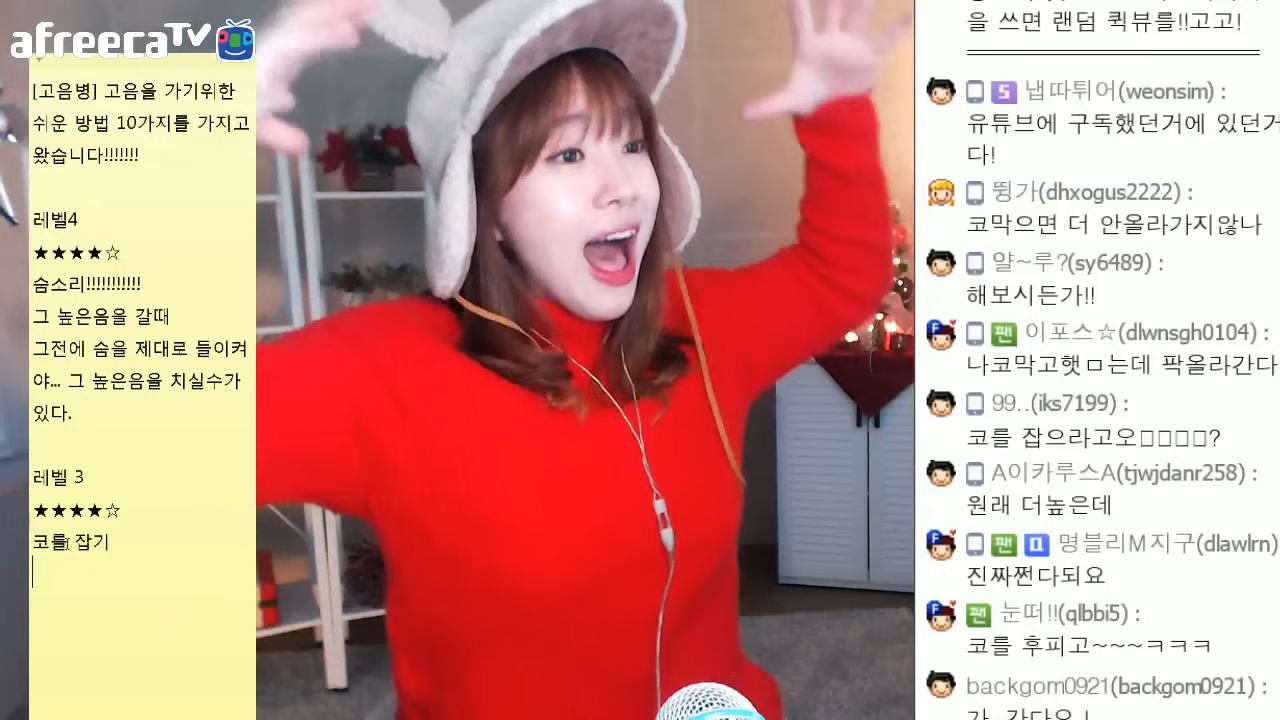 afreecaTV
[고음병] 고음을 가기위한
쉬운 방법 10가지를 가지고
왔습니다!!!!!!!
레벨4
★★★★☆
숨소리!!!!!!!!!!!
그 높은음을 갈때
그전에 숨을 제대로 들이켜
야... 그 높은음을 치실수가
있다.
레벨 3
★★★★☆
코를 잡기
을 쓰면 랜덤 퀵뷰를!!고고!
S 냅따튀어(weonsim) :
유튜브에 구독했던거에 있던거
다!
뛍가(dhxogus2222) :
코막으면 더 안올라가지않나
얄~루?(sy6489) :
해보시든가!!
F 팬 이포스☆(dlwnsgh0104) :
나코막고햇ㅁ는데 팍올라간다
99..(iks7199) :
코를 잡으라고오□□□□?
A이카루스A(tjwjdanr258) :
원래 더높은데
F 팬 명블리M지구(dlawlrn)
진짜쩐다되요
F 팬 눈떠!!(qlbbi5) :
코를 후피고~~~ㅋㅋㅋ
backgom0921(backgom0921) :